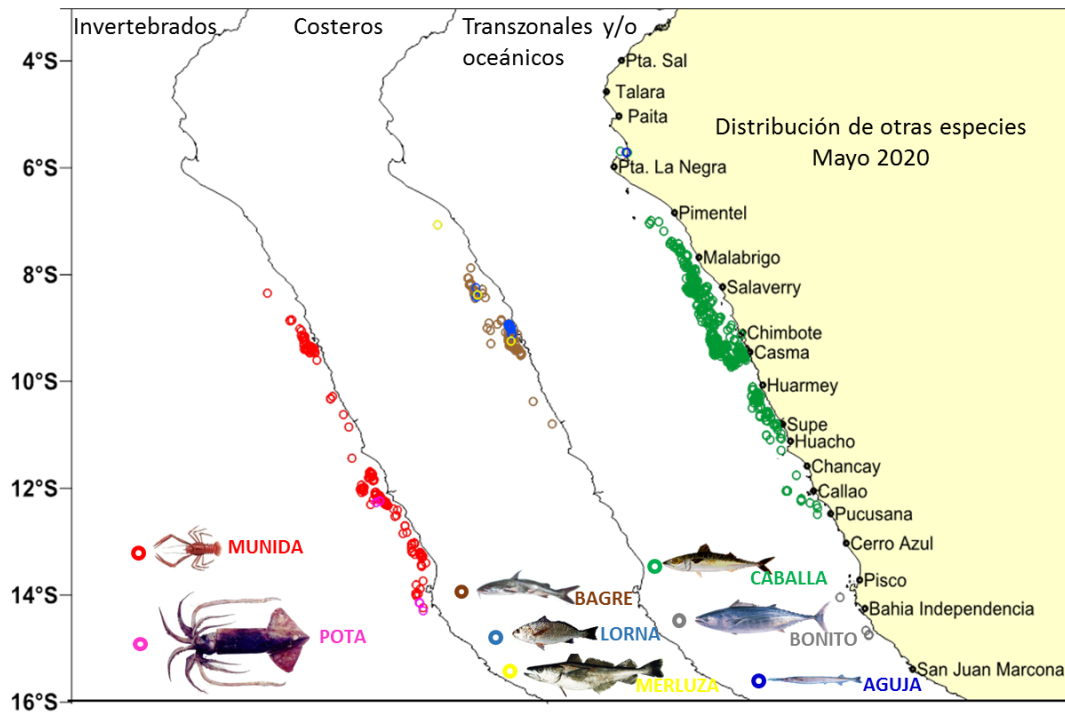 Invertebrados
Costeros
Transzonales y/o
oceánicos
Distribución de otras especies
Mayo 2020
4°S
6°S
8°S
10°S
12°S
14°S
16°S
Pta. Sal
Talara
Paita
Pta. La Negra
Pimentel
Malabrigo
Salaverry
Chimbote
Casma
Huarmey
Supe
Huacho
Chancay
Callao
Pucusana
Cerro Azul
Pisco
Bahia Independencia
San Juan Marcona
MUNIDA
POTA
BAGRE
LORNA
MERLUZA
CABALLA
BONITO
AGUJA